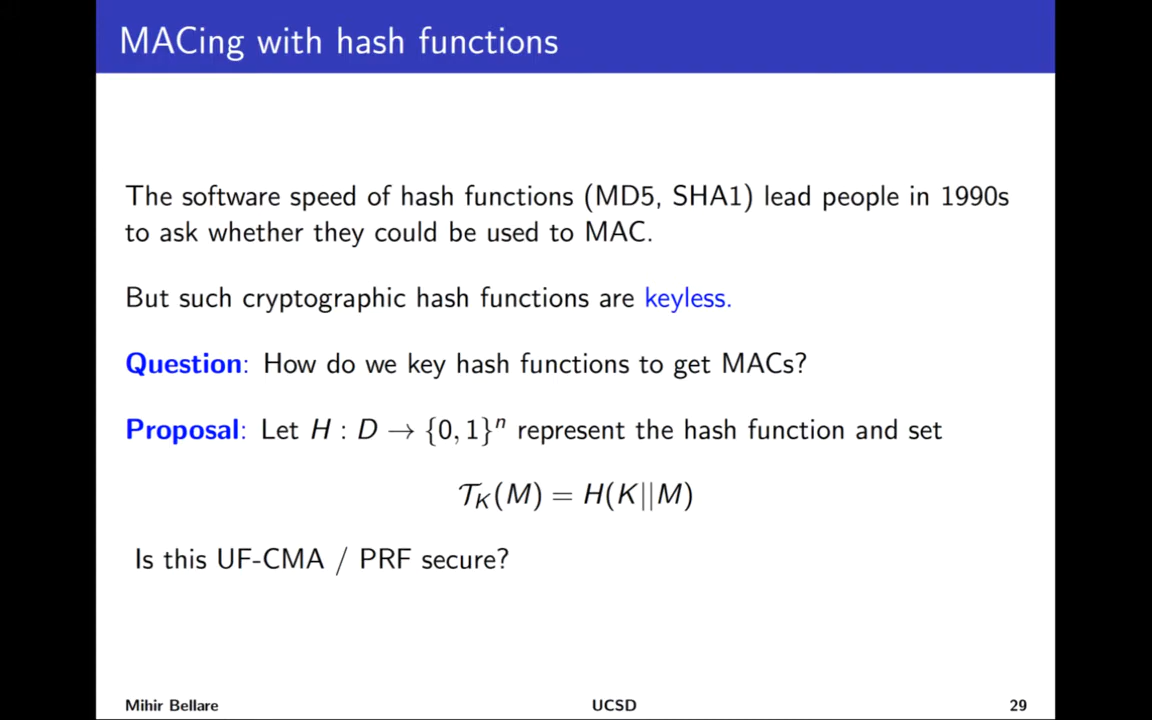 MACing with hash functions
The software speed of hash functions (MD5, SHA1) lead people in 1990s
to ask whether they could be used to MAC.
But such cryptographic hash functions are keyless.
Question: How do we key hash functions to get MACs?
Proposal: Let H : D → {0, 1}ⁿ represent the hash function and set
𝒯_K(M) = H(K||M)
Is this UF-CMA / PRF secure?
Mihir Bellare UCSD 29